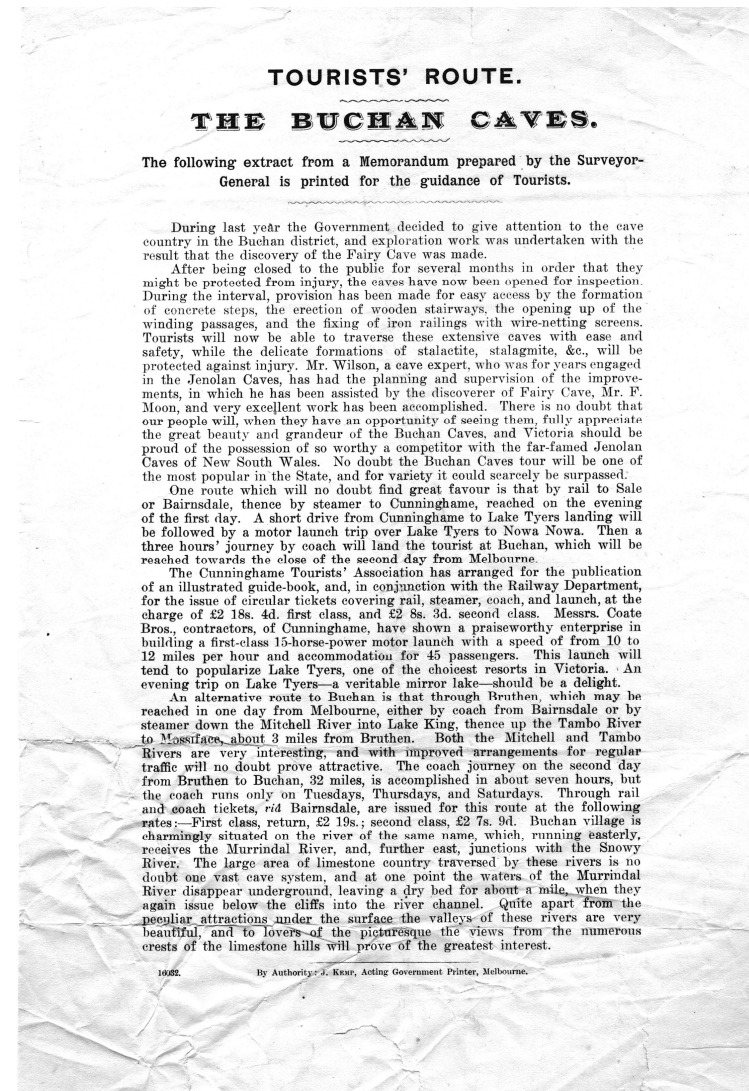 TOURISTS' ROUTE.
THE BUCHAN CAVES.
The following extract from a Memorandum prepared by the Surveyor-
General is printed for the guidance of Tourists.
During last year the Government decided to give attention to the cave
country in the Buchan district, and exploration work was undertaken with the
result that the discovery of the Fairy Cave was made.
After being closed to the public for several months in order that they
might be protected from injury, the caves have now been opened for inspection.
During the interval, provision has been made for easy access by the formation
of concrete steps, the erection of wooden stairways, the opening up of the
winding passages, and the fixing of iron railings with wire-netting screens.
Tourists will now be able to traverse these extensive caves with ease and
safety, while the delicate formations of stalactite, stalagmite, &c., will be
protected against injury. Mr. Wilson, a cave expert, who was for years engaged
in the Jenolan Caves, has had the planning and supervision of the improve-
ments, in which he has been assisted by the discoverer of Fairy Cave, Mr. F.
Moon, and very excellent work has been accomplished. There is no doubt that
our people will, when they have an opportunity of seeing them, fully appreciate
the great beauty and grandeur of the Buchan Caves, and Victoria should be
proud of the possession of so worthy a competitor with the far-famed Jenolan
Caves of New South Wales. No doubt the Buchan Caves tour will be one of
the most popular in the State, and for variety it could scarcely be surpassed.
One route which will no doubt find great favour is that by rail to Sale
or Bairnsdale, thence by steamer to Cunninghame, reached on the evening
of the first day. A short drive from Cunninghame to Lake Tyers landing will
be followed by a motor launch trip over Lake Tyers to Nowa Nowa. Then a
three hours' journey by coach will land the tourist at Buchan, which will be
reached towards the close of the second day from Melbourne.
The Cunninghame Tourists' Association has arranged for the publication
of an illustrated guide-book, and, in conjunction with the Railway Department,
for the issue of circular tickets covering rail, steamer, coach, and launch, at the
charge of £2 18s. 4d. first class, and £2 8s. 3d. second class. Messrs. Coate
Bros., contractors, of Cunninghame, have shown a praiseworthy enterprise in
building a first-class 15-horse-power motor launch with a speed of from 10 to
12 miles per hour and accommodation for 45 passengers. This launch will
tend to popularize Lake Tyers, one of the choicest resorts in Victoria. An
evening trip on Lake Tyers—a veritable mirror lake—should be a delight.
An alternative route to Buchan is that through Bruthen, which may be
reached in one day from Melbourne, either by coach from Bairnsdale or by
steamer down the Mitchell River into Lake King, thence up the Tambo River
to Mossiface, about 3 miles from Bruthen. Both the Mitchell and Tambo
Rivers are very interesting, and with improved arrangements for regular
traffic will no doubt prove attractive. The coach journey on the second day
from Bruthen to Buchan, 32 miles, is accomplished in about seven hours, but
the coach runs only on Tuesdays, Thursdays, and Saturdays. Through rail
and coach tickets, viâ Bairnsdale, are issued for this route at the following
rates:—First class, return, £2 19s.; second class, £2 7s. 9d. Buchan village is
charmingly situated on the river of the same name, which, running easterly,
receives the Murrindal River, and, further east, junctions with the Snowy
River. The large area of limestone country traversed by these rivers is no
doubt one vast cave system, and at one point the waters of the Murrindal
River disappear underground, leaving a dry bed for about a mile, when they
again issue below the cliffs into the river channel. Quite apart from the
peculiar attractions under the surface the valleys of these rivers are very
beautiful, and to lovers of the picturesque the views from the numerous
crests of the limestone hills will prove of the greatest interest.
16082.
By Authority: J. KEMP, Acting Government Printer, Melbourne.